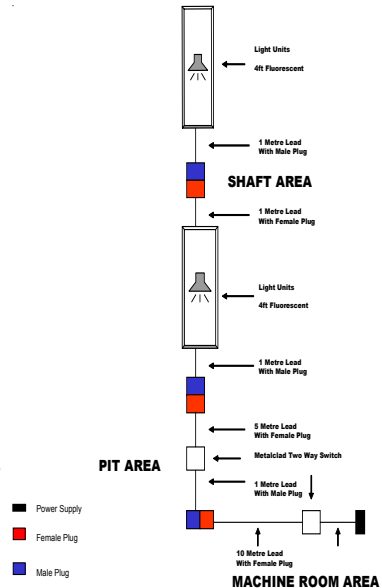 Light Units
4ft Fluorescent
1 Metre Lead
With Male Plug
SHAFT AREA
1 Metre Lead
With Female Plug
Light Units
4ft Fluorescent
1 Metre Lead
With Male Plug
5 Metre Lead
With Female Plug
Metalclad Two Way Switch
PIT AREA
1 Metre Lead
With Male Plug
Power Supply
Female Plug
Male Plug
10 Metre Lead
With Female Plug
MACHINE ROOM AREA